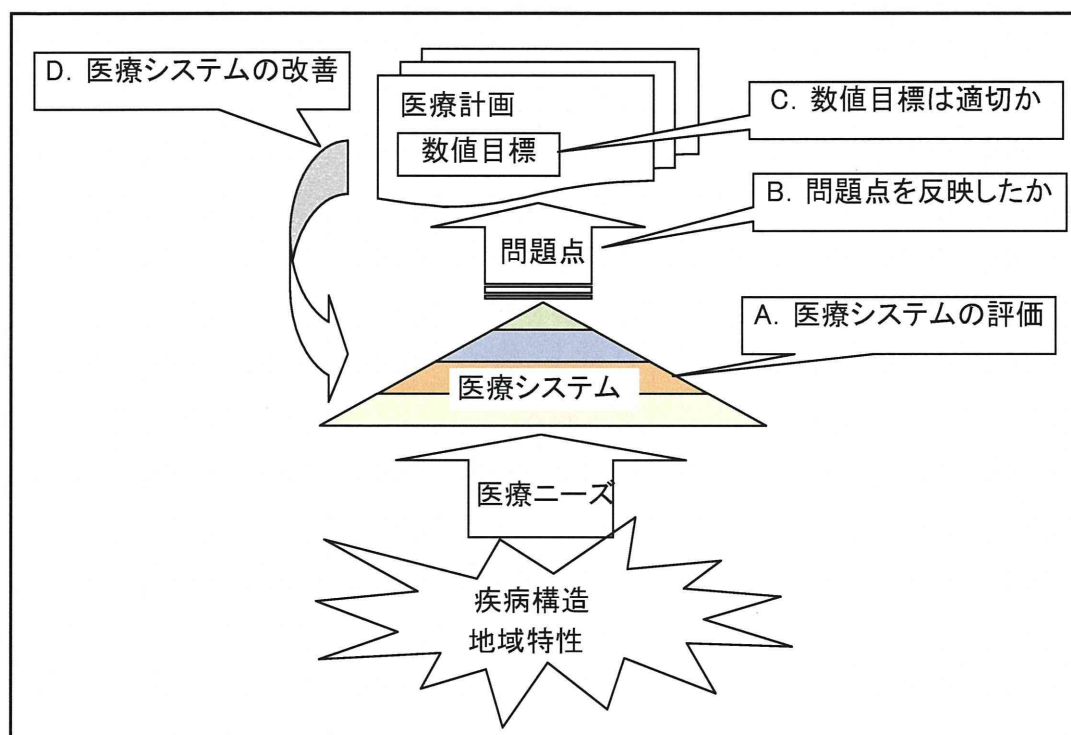 D. 医療システムの改善
医療計画
数値目標
C. 数値目標は適切か
B. 問題点を反映したか
問題点
A. 医療システムの評価
医療システム
医療ニーズ
疾病構造
地域特性